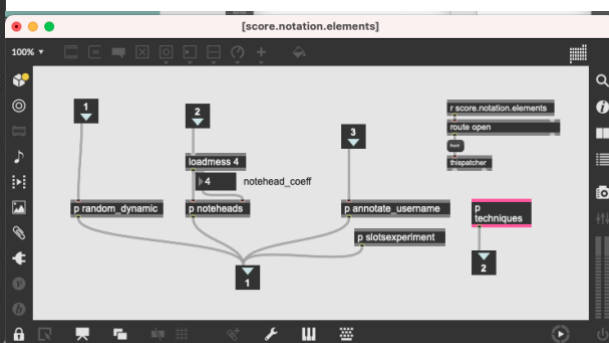 [score.notation.elements]
100%
1
2
3
r score.notation.elements
route open
loadmess 4
thispatcher
4
notehead_coeff
p random_dynamic
p noteheads
p annotate_username
p
techniques
p slotsexperiment
1
2